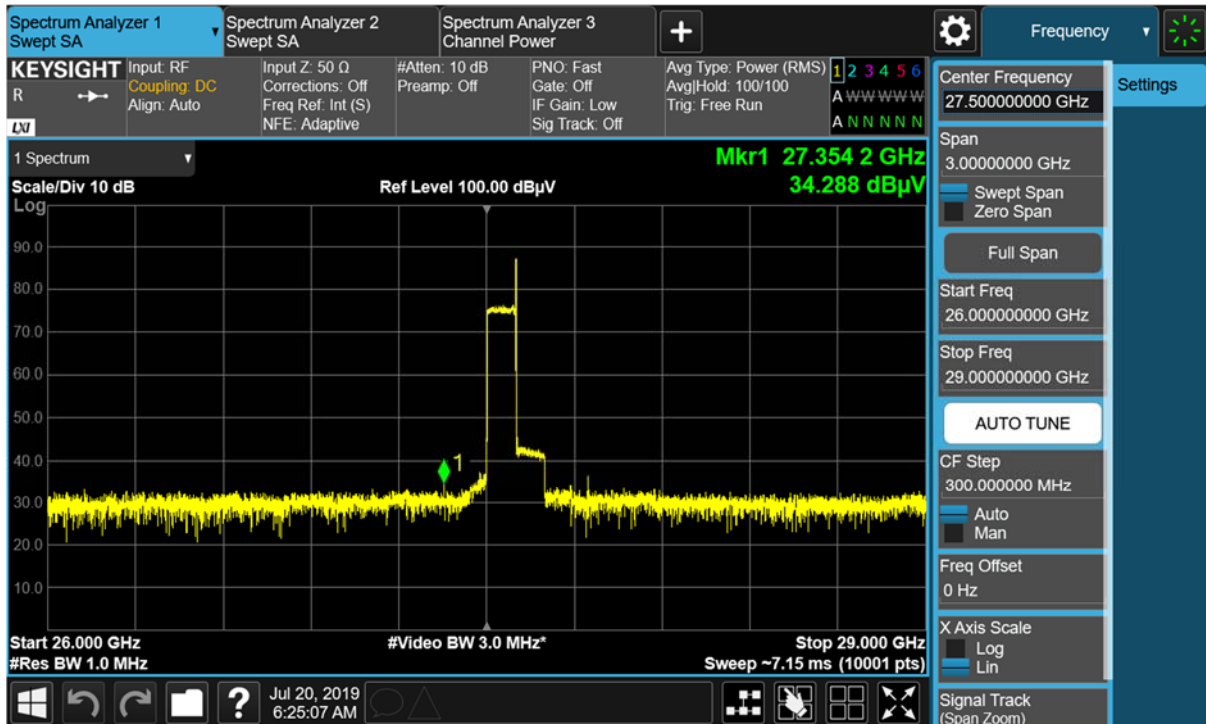 Spectrum Analyzer 1
Swept SA
Spectrum Analyzer 2
Swept SA
Spectrum Analyzer 3
Channel Power
+
Frequency
KEYSIGHT
R
LXI
Input: RF
Coupling: DC
Align: Auto
Input Z: 50 Ω
Corrections: Off
Freq Ref: Int (S)
NFE: Adaptive
#Atten: 10 dB
Preamp: Off
PNO: Fast
Gate: Off
IF Gain: Low
Sig Track: Off
Avg Type: Power (RMS)
Avg|Hold: 100/100
Trig: Free Run
1 2 3 4 5 6
A W W W W W
A N N N N N
1 Spectrum
Mkr1 27.354 2 GHz
34.288 dBµV
Scale/Div 10 dB
Ref Level 100.00 dBµV
Log
90.0
80.0
70.0
60.0
50.0
40.0
30.0
20.0
10.0
1
Start 26.000 GHz
#Video BW 3.0 MHz*
Stop 29.000 GHz
#Res BW 1.0 MHz
Sweep ~7.15 ms (10001 pts)
?
Jul 20, 2019
6:25:07 AM
Center Frequency
27.500000000 GHz
Settings
Span
3.00000000 GHz
Swept Span
Zero Span
Full Span
Start Freq
26.000000000 GHz
Stop Freq
29.000000000 GHz
AUTO TUNE
CF Step
300.000000 MHz
Auto
Man
Freq Offset
0 Hz
X Axis Scale
Log
Lin
Signal Track
(Span Zoom)